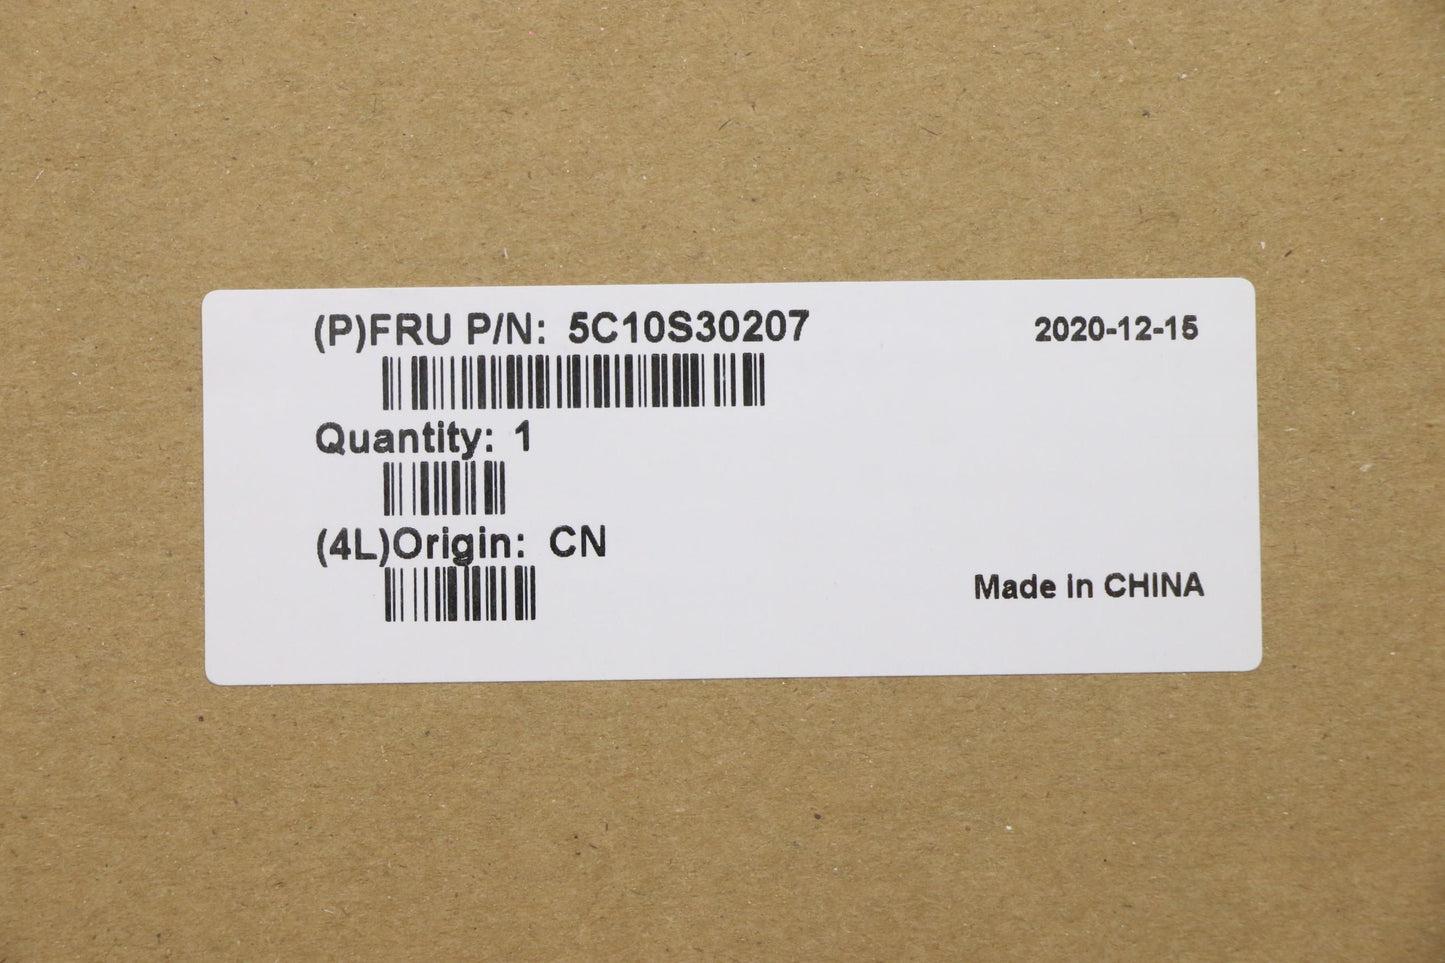 (P)FRU P/N: 5C10S30207
2020-12-15
Quantity: 1
(4L)Origin: CN
Made in CHINA